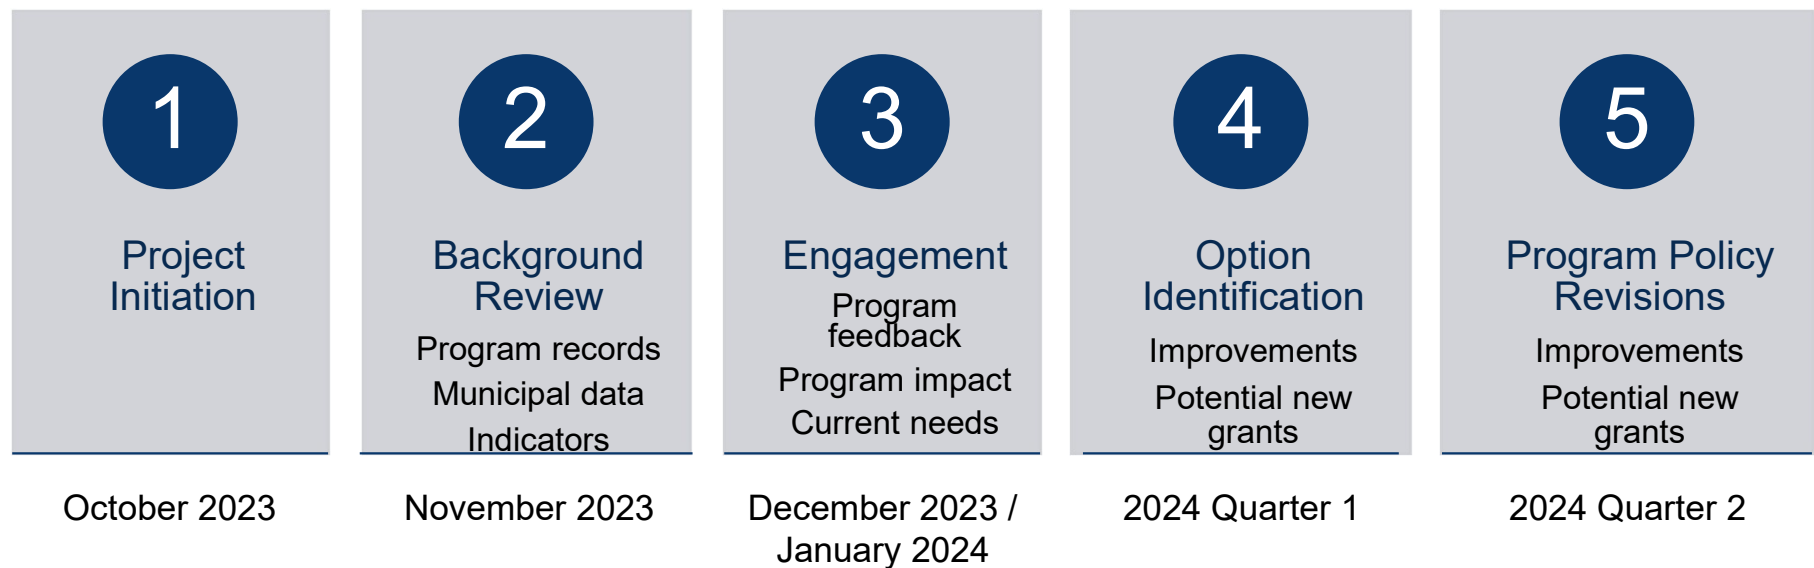 1
Project
Initiation
October 2023
2
Background
Review
Program records
Municipal data
Indicators
November 2023
3
Engagement
Program
feedback
Program impact
Current needs
December 2023 /
January 2024
4
Option
Identification
Improvements
Potential new
grants
2024 Quarter 1
5
Program Policy
Revisions
Improvements
Potential new
grants
2024 Quarter 2